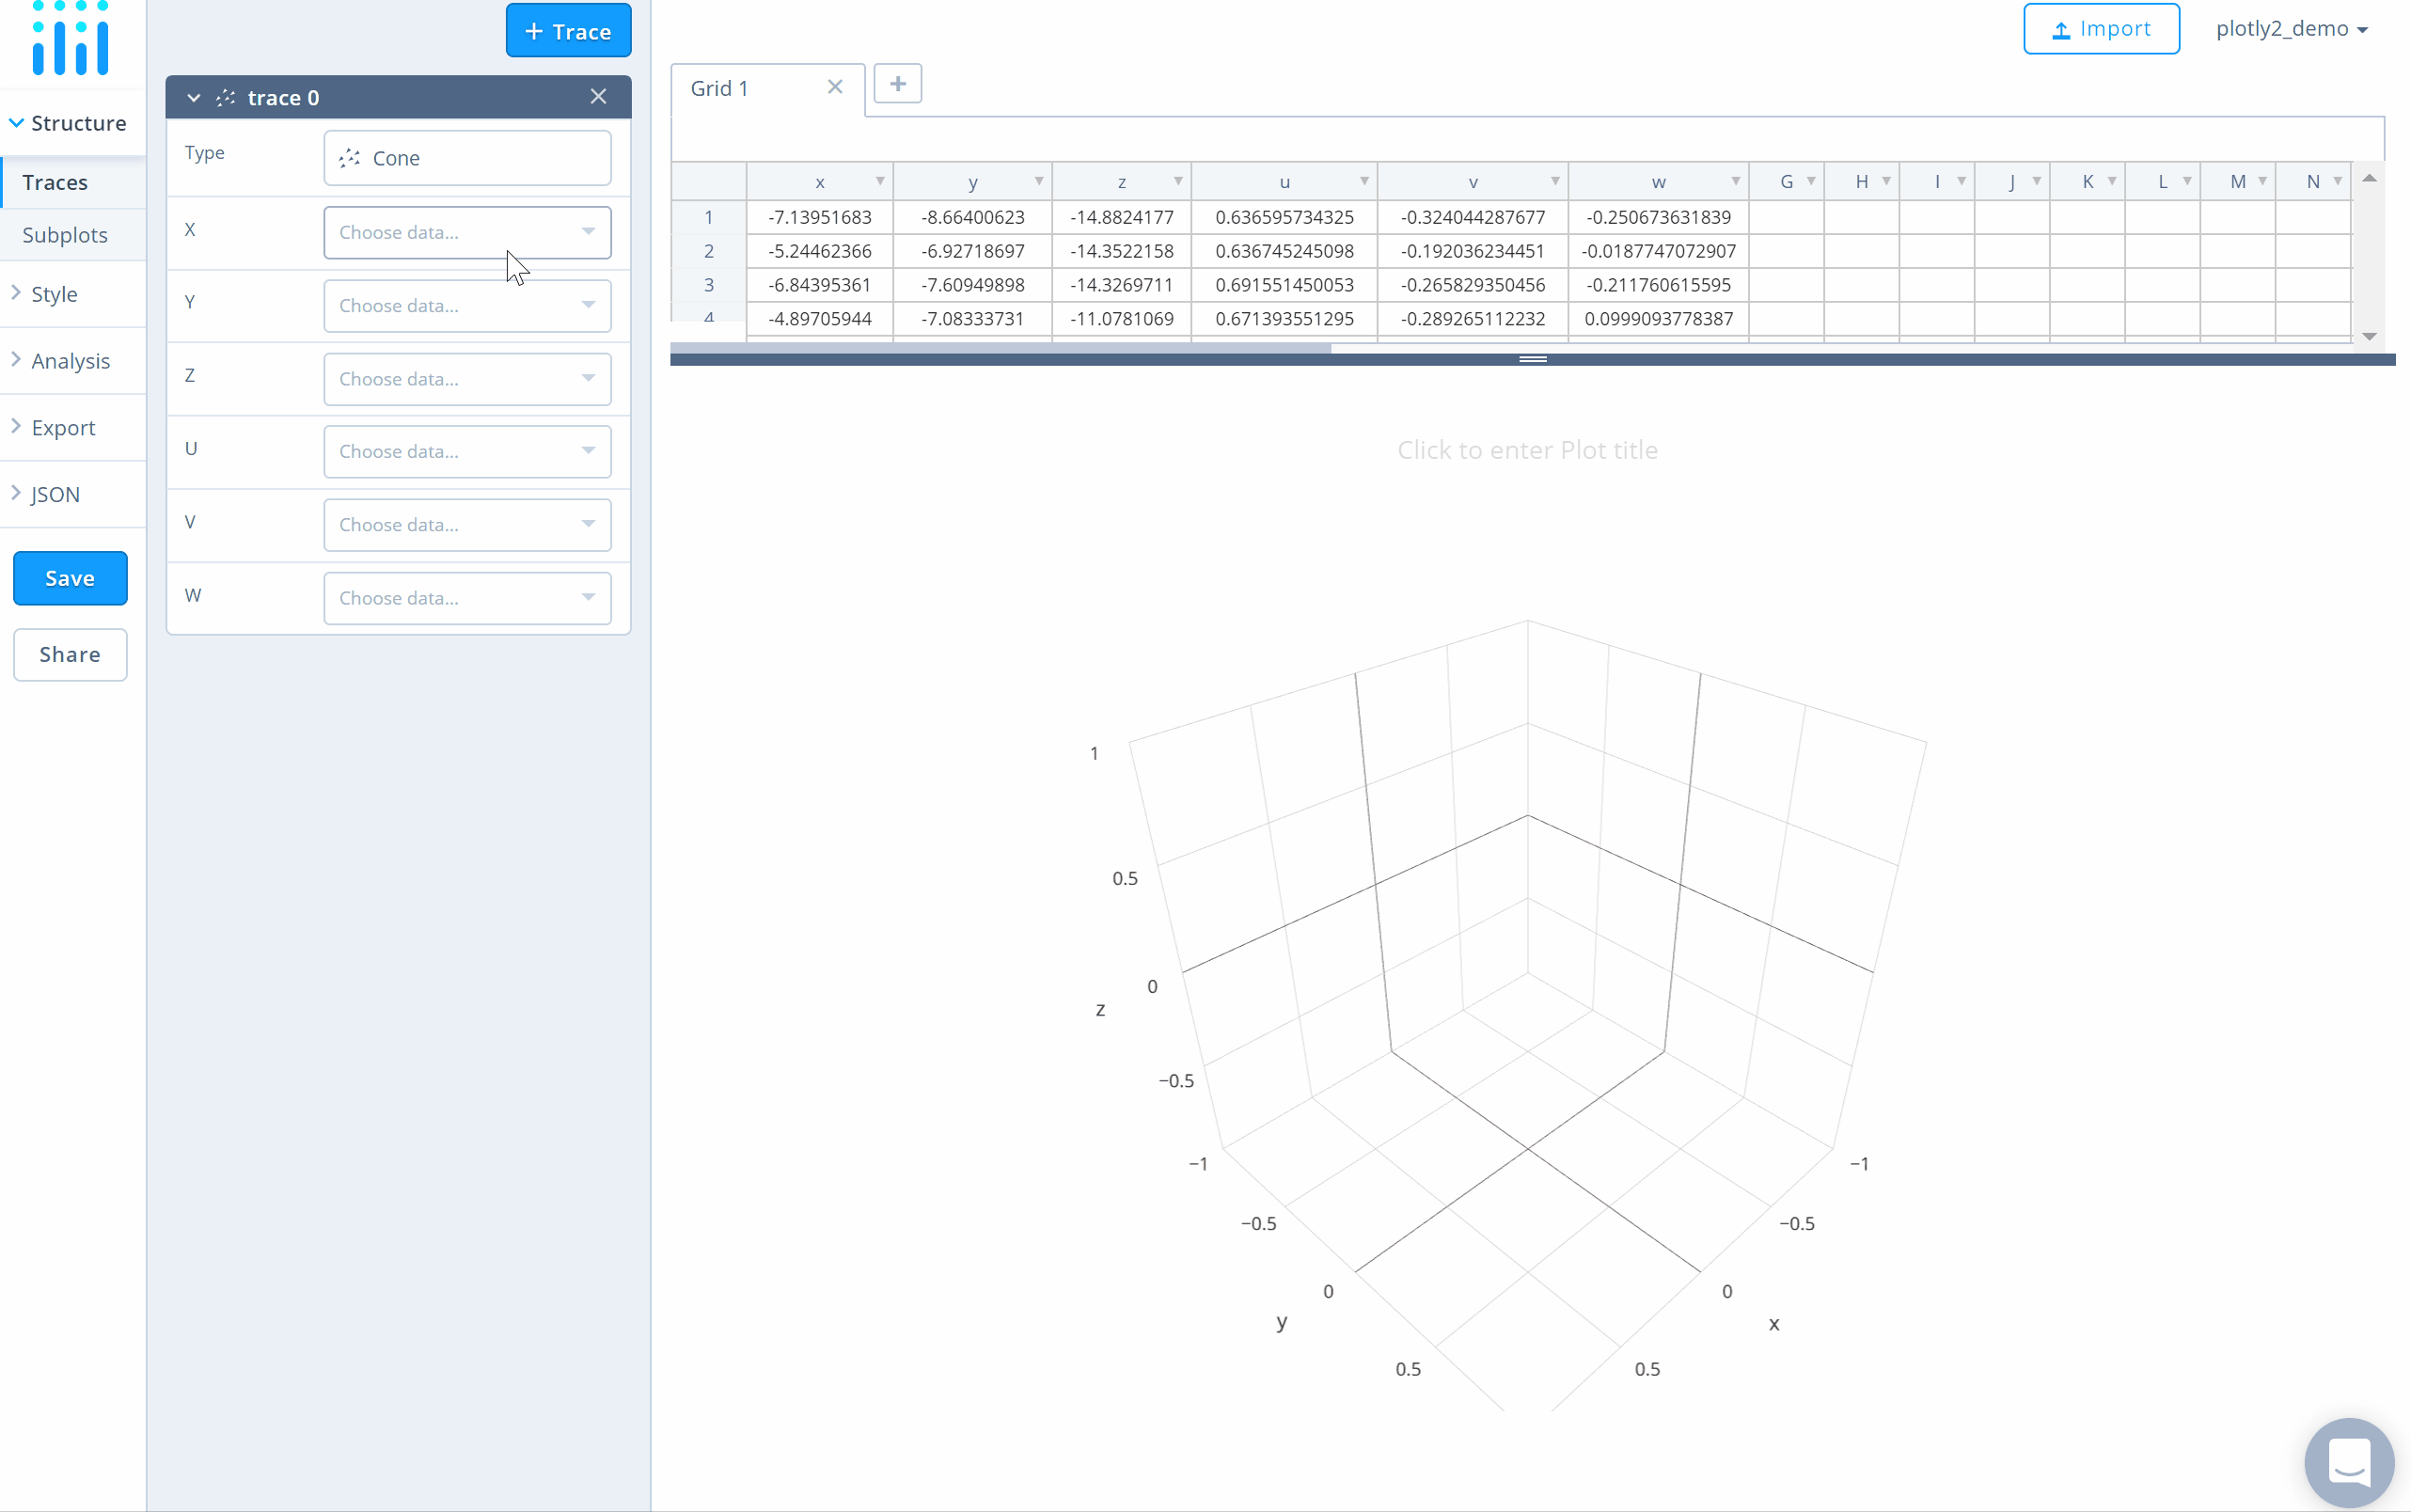 + Trace
Import
plotly2_demo
trace 0
Grid 1
+
Structure
Traces
Subplots
Style
Analysis
Export
JSON
Save
Share
Type
Cone
X
Choose data...
Y
Choose data...
Z
Choose data...
U
Choose data...
V
Choose data...
W
Choose data...
x y z u v w G H I J K L M N
1 -7.13951683 -8.66400623 -14.8824177 0.636595734325 -0.324044287677 -0.250673631839
2 -5.24462366 -6.92718697 -14.3522158 0.636745245098 -0.192036234451 -0.0187747072907
3 -6.84395361 -7.60949898 -14.3269711 0.691551450053 -0.265829350456 -0.211760615595
4 -4.89705944 -7.08333731 -11.0781069 0.671393551295 -0.289265112232 0.0999093778387
Click to enter Plot title
1
0.5
0
z
−0.5
−1
−1
−0.5
−0.5
0
0
y
x
0.5
0.5